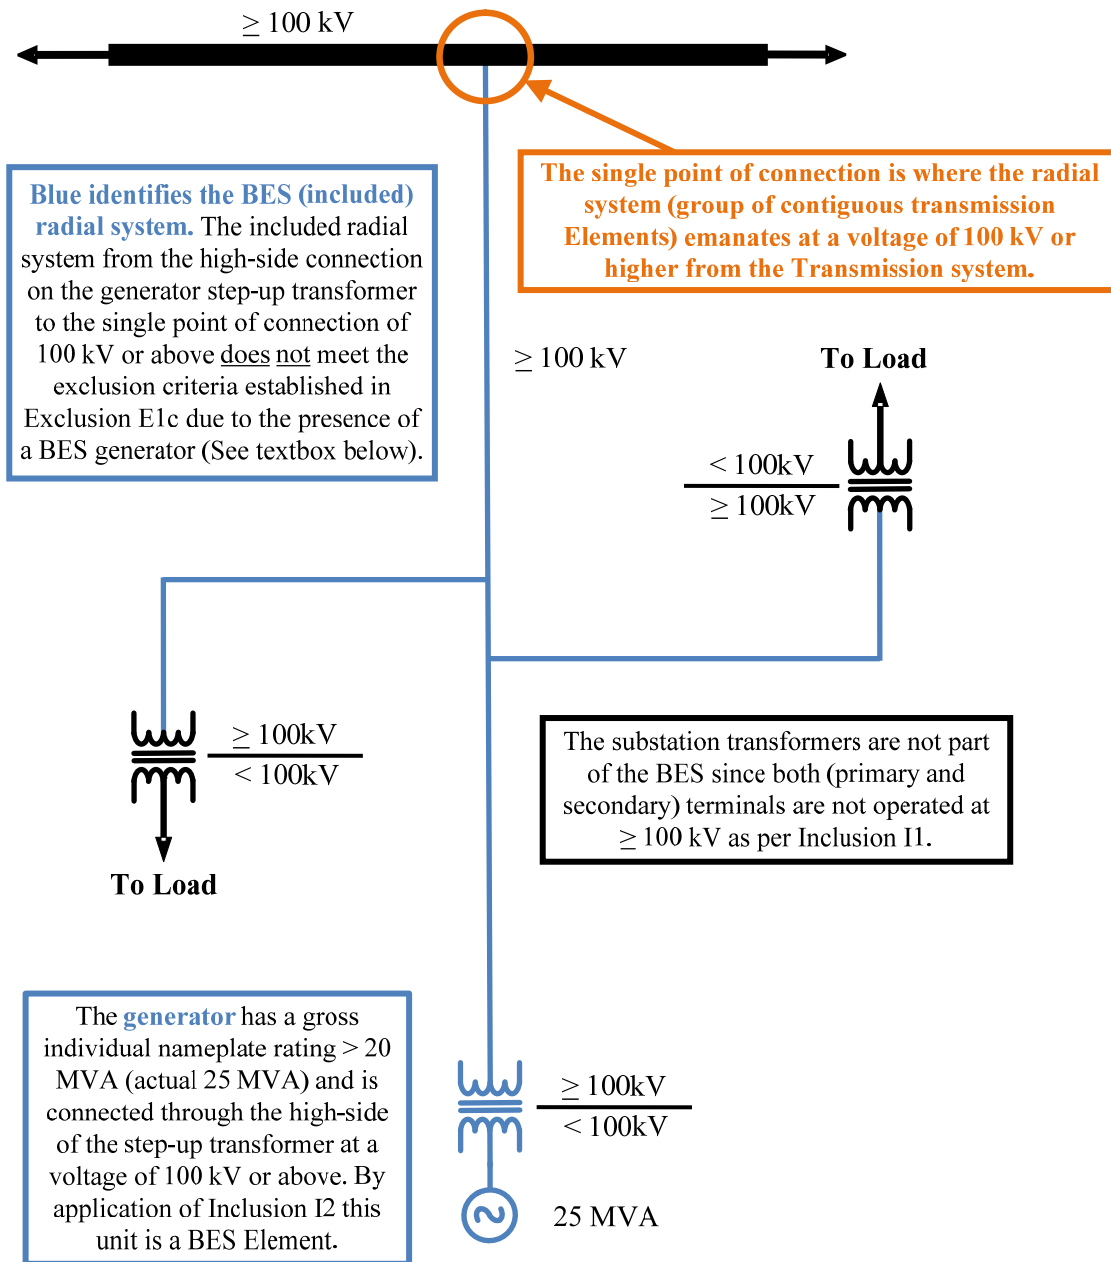 ≥ 100 kV
Blue identifies the BES (included)
radial system. The included radial
system from the high-side connection
on the generator step-up transformer
to the single point of connection of
100 kV or above does not meet the
exclusion criteria established in
Exclusion E1c due to the presence of
a BES generator (See textbox below).
The single point of connection is where the radial
system (group of contiguous transmission
Elements) emanates at a voltage of 100 kV or
higher from the Transmission system.
≥ 100 kV
To Load
< 100kV
≥ 100kV
≥ 100kV
< 100kV
To Load
The substation transformers are not part
of the BES since both (primary and
secondary) terminals are not operated at
≥ 100 kV as per Inclusion I1.
The generator has a gross
individual nameplate rating > 20
MVA (actual 25 MVA) and is
connected through the high-side
of the step-up transformer at a
voltage of 100 kV or above. By
application of Inclusion I2 this
unit is a BES Element.
≥ 100kV
< 100kV
25 MVA